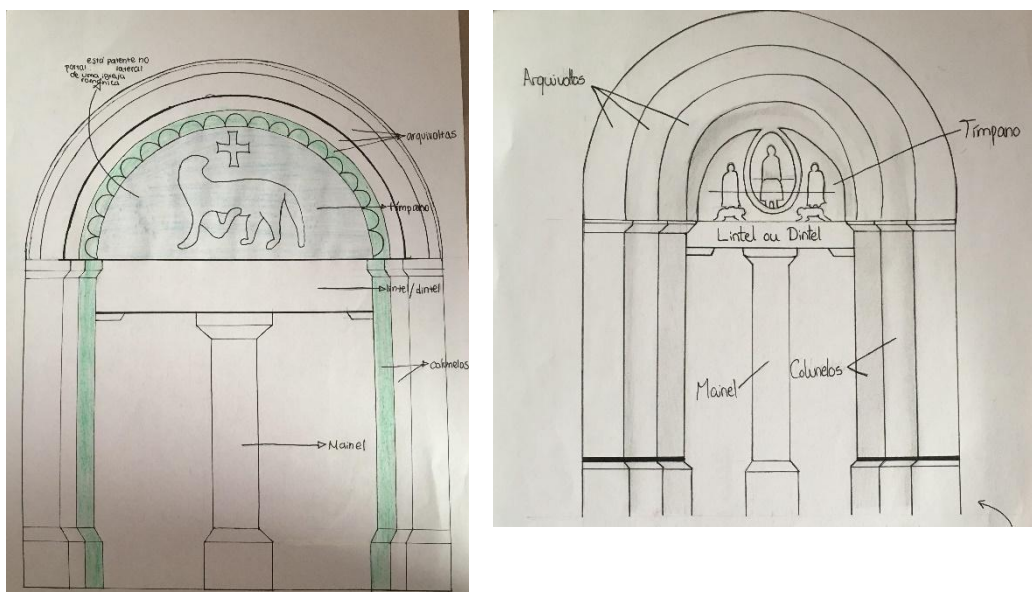 está patente no
portal lateral
de uma igreja
românica
arquivoltas
tímpano
lintel/dintel
colunelos
Mainel
Arquivoltas
Tímpano
Lintel ou Dintel
Mainel
Colunelos